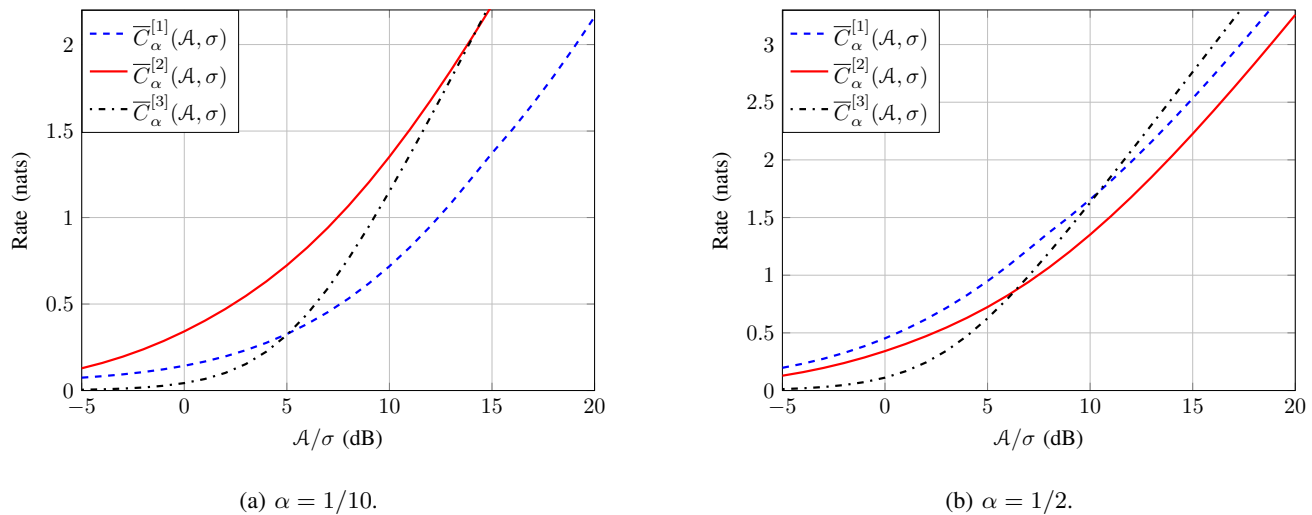 2
1.5
1
0.5
0
−5 0 5 10 15 20
Rate (nats)
𝒜/σ (dB)
C̅_α^[1](𝒜, σ)
C̅_α^[2](𝒜, σ)
C̅_α^[3](𝒜, σ)
(a) α = 1/10.
3
2.5
2
1.5
1
0.5
0
−5 0 5 10 15 20
Rate (nats)
𝒜/σ (dB)
C̅_α^[1](𝒜, σ)
C̅_α^[2](𝒜, σ)
C̅_α^[3](𝒜, σ)
(b) α = 1/2.